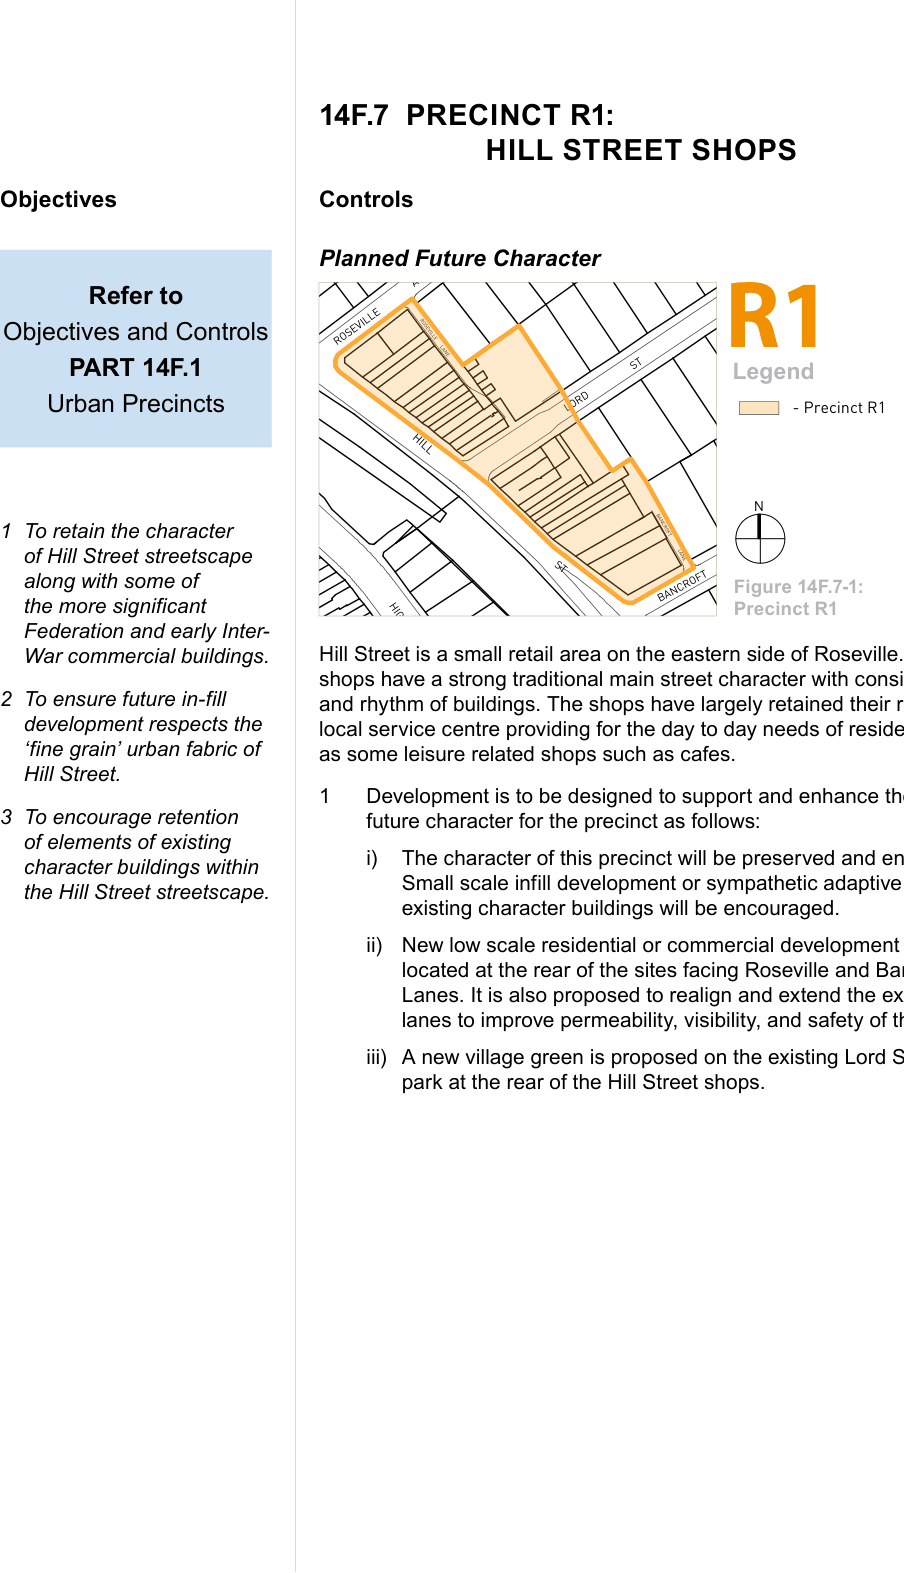 14F.7 PRECINCT R1:
HILL STREET SHOPS
Objectives
Refer to
Objectives and Controls
PART 14F.1
Urban Precincts
1 To retain the character
of Hill Street streetscape
along with some of
the more significant
Federation and early Inter-
War commercial buildings.
2 To ensure future in-fill
development respects the
‘fine grain’ urban fabric of
Hill Street.
3 To encourage retention
of elements of existing
character buildings within
the Hill Street streetscape.
Controls
Planned Future Character
ROSEVILLE
ROSEVILLE LANE
LORD ST
HILL
ST
BANCROFT LANE
BANCROFT
R1
Legend
- Precinct R1
N
Figure 14F.7-1:
Precinct R1
Hill Street is a small retail area on the eastern side of Roseville.
shops have a strong traditional main street character with consi
and rhythm of buildings. The shops have largely retained their r
local service centre providing for the day to day needs of reside
as some leisure related shops such as cafes.
1 Development is to be designed to support and enhance the
future character for the precinct as follows:
i) The character of this precinct will be preserved and en
Small scale infill development or sympathetic adaptive
existing character buildings will be encouraged.
ii) New low scale residential or commercial development
located at the rear of the sites facing Roseville and Ban
Lanes. It is also proposed to realign and extend the ex
lanes to improve permeability, visibility, and safety of th
iii) A new village green is proposed on the existing Lord S
park at the rear of the Hill Street shops.